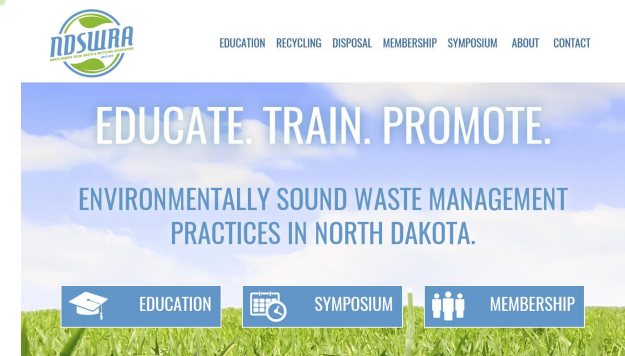 NDSWRA
EDUCATION RECYCLING DISPOSAL MEMBERSHIP SYMPOSIUM ABOUT CONTACT
EDUCATE. TRAIN. PROMOTE.
ENVIRONMENTALLY SOUND WASTE MANAGEMENT
PRACTICES IN NORTH DAKOTA.
EDUCATION SYMPOSIUM MEMBERSHIP